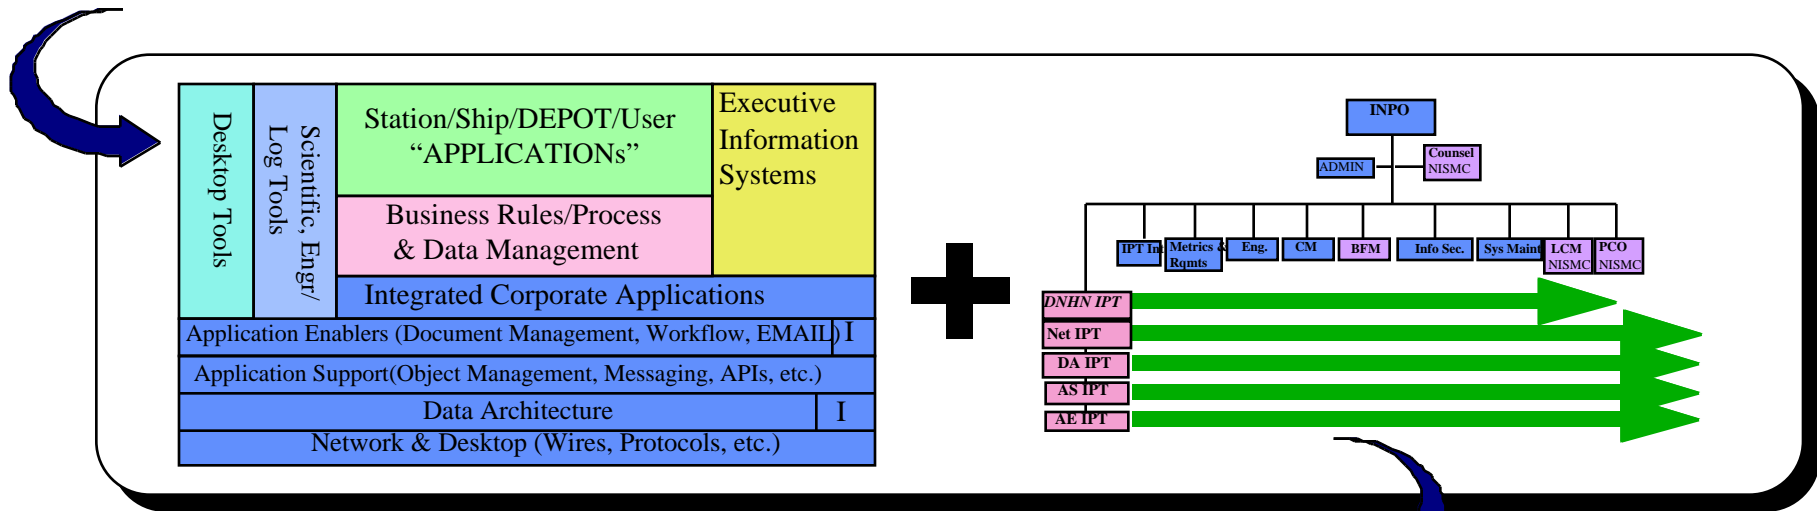 Desktop Tools
Scientific, Engr/
Log Tools
Station/Ship/DEPOT/User
“APPLICATIONs”
Executive
Information
Systems
Business Rules/Process
& Data Management
Integrated Corporate Applications
Application Enablers (Document Management, Workflow, EMAIL)
I
Application Support(Object Management, Messaging, APIs, etc.)
Data Architecture
I
Network & Desktop (Wires, Protocols, etc.)
INPO
ADMIN
Counsel
NISMC
IPT Int
Metrics &
Rqmts
Eng.
CM
BFM
Info Sec.
Sys Maint
LCM
NISMC
PCO
NISMC
DNHN IPT
Net IPT
DA IPT
AS IPT
AE IPT